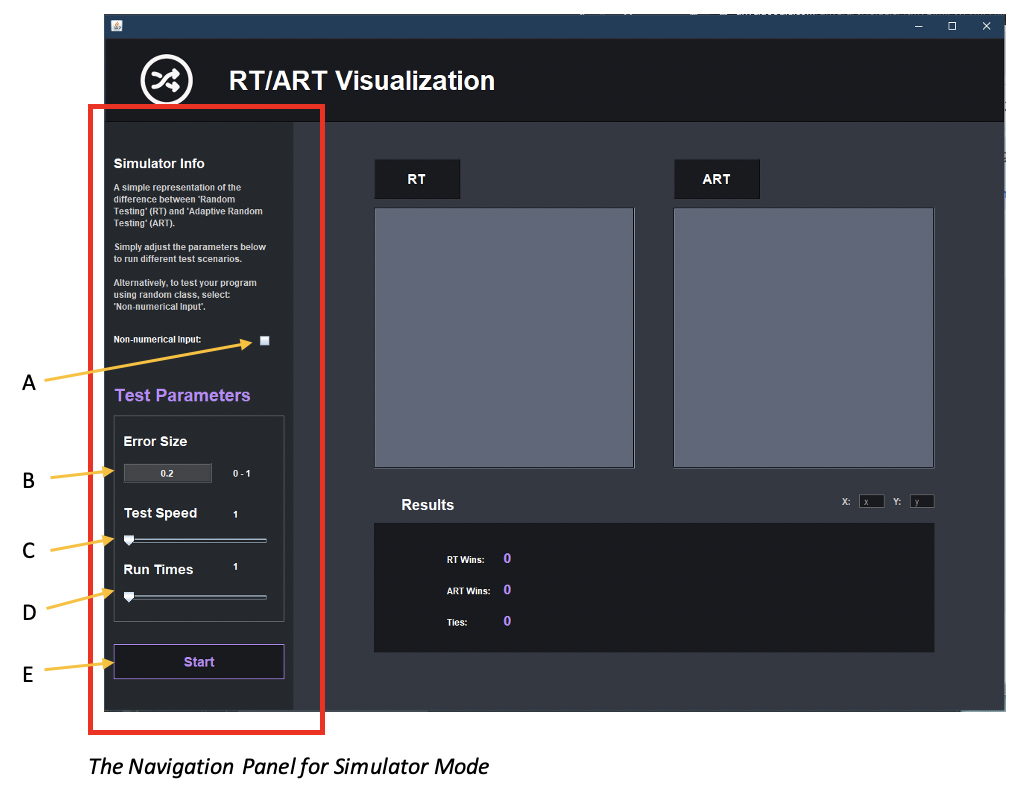 RT/ART Visualization
Simulator Info
A simple representation of the
difference between 'Random
Testing' (RT) and 'Adaptive Random
Testing' (ART).
Simply adjust the parameters below
to run different test scenarios.
Alternatively, to test your program
using random class, select:
'Non-numerical Input'.
Non-numerical Input:
A
Test Parameters
Error Size
B
0.2
0 - 1
Test Speed
1
C
Run Times
1
D
E
Start
RT
ART
Results
X:
x
Y:
y
RT Wins:
0
ART Wins:
0
Ties:
0
The Navigation Panel for Simulator Mode